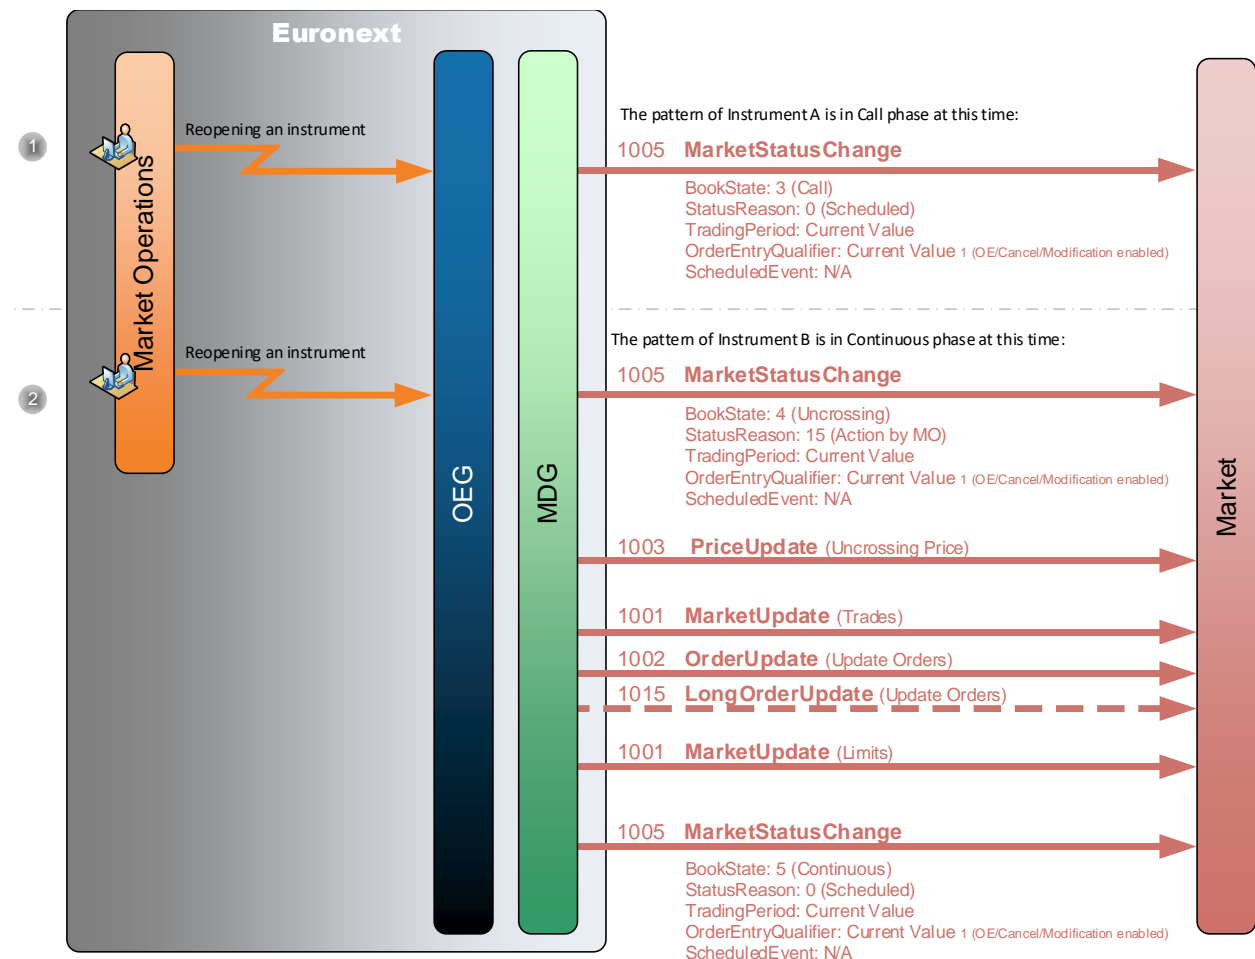 Euronext
Market Operations
OEG
MDG
Market
1
Reopening an instrument
The pattern of Instrument A is in Call phase at this time:
1005 MarketStatusChange
BookState: 3 (Call)
StatusReason: 0 (Scheduled)
TradingPeriod: Current Value
OrderEntryQualifier: Current Value 1 (OE/Cancel/Modification enabled)
ScheduledEvent: N/A
2
Reopening an instrument
The pattern of Instrument B is in Continuous phase at this time:
1005 MarketStatusChange
BookState: 4 (Uncrossing)
StatusReason: 15 (Action by MO)
TradingPeriod: Current Value
OrderEntryQualifier: Current Value 1 (OE/Cancel/Modification enabled)
ScheduledEvent: N/A
1003 PriceUpdate (Uncrossing Price)
1001 MarketUpdate (Trades)
1002 OrderUpdate (Update Orders)
1015 LongOrderUpdate (Update Orders)
1001 MarketUpdate (Limits)
1005 MarketStatusChange
BookState: 5 (Continuous)
StatusReason: 0 (Scheduled)
TradingPeriod: Current Value
OrderEntryQualifier: Current Value 1 (OE/Cancel/Modification enabled)
ScheduledEvent: N/A